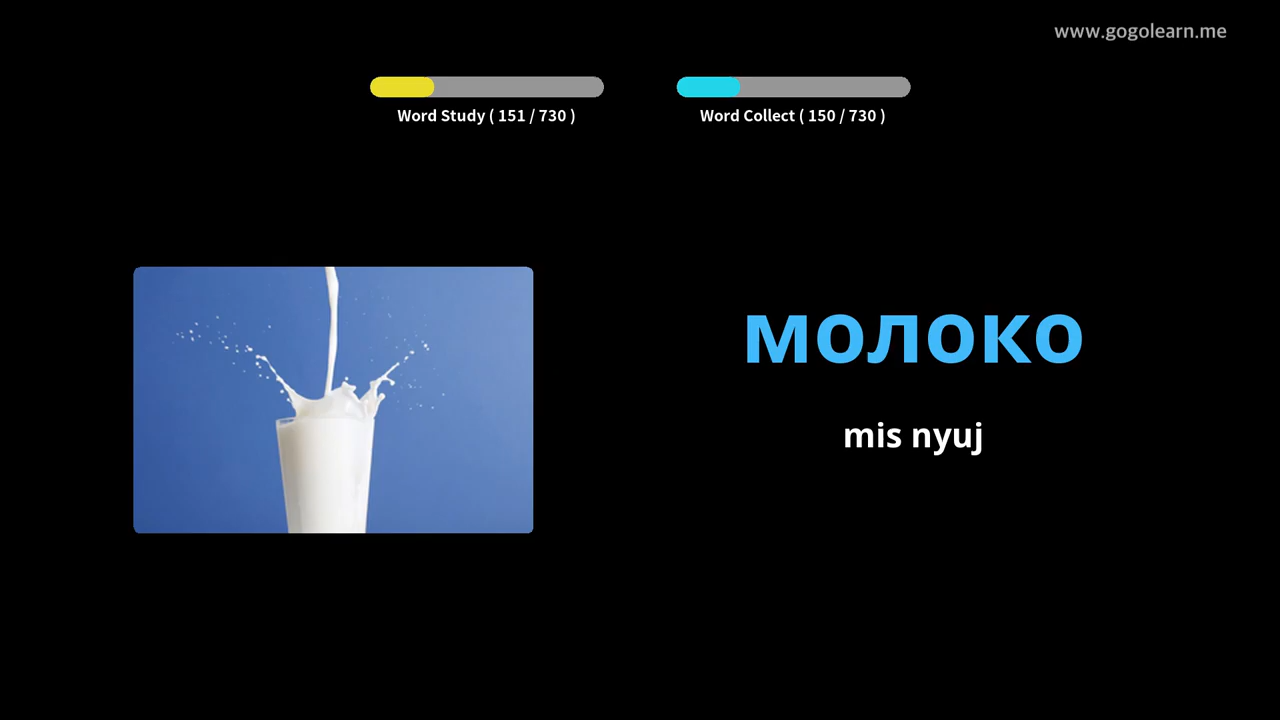 www.gogolearn.me
Word Study ( 151 / 730 )
Word Collect ( 150 / 730 )
молоко
mis nyuj